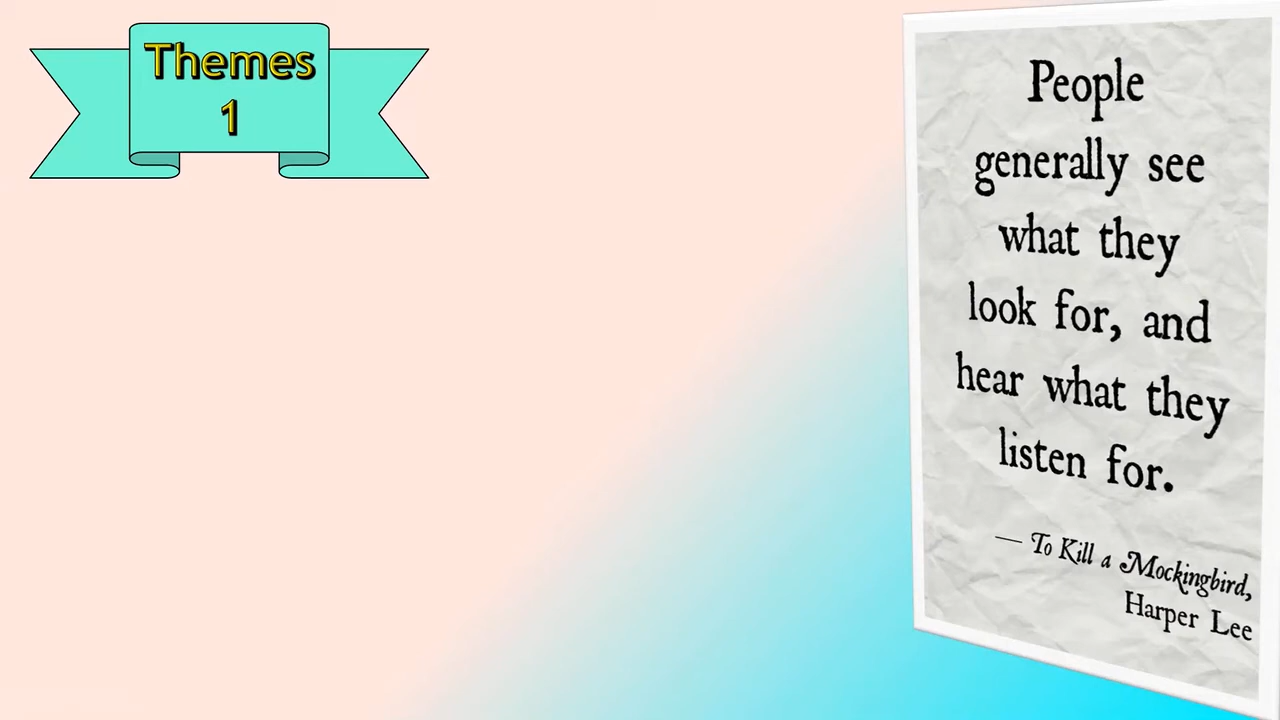 Themes
1
People
generally see
what they
look for, and
hear what they
listen for.
— To Kill a Mockingbird,
Harper Lee